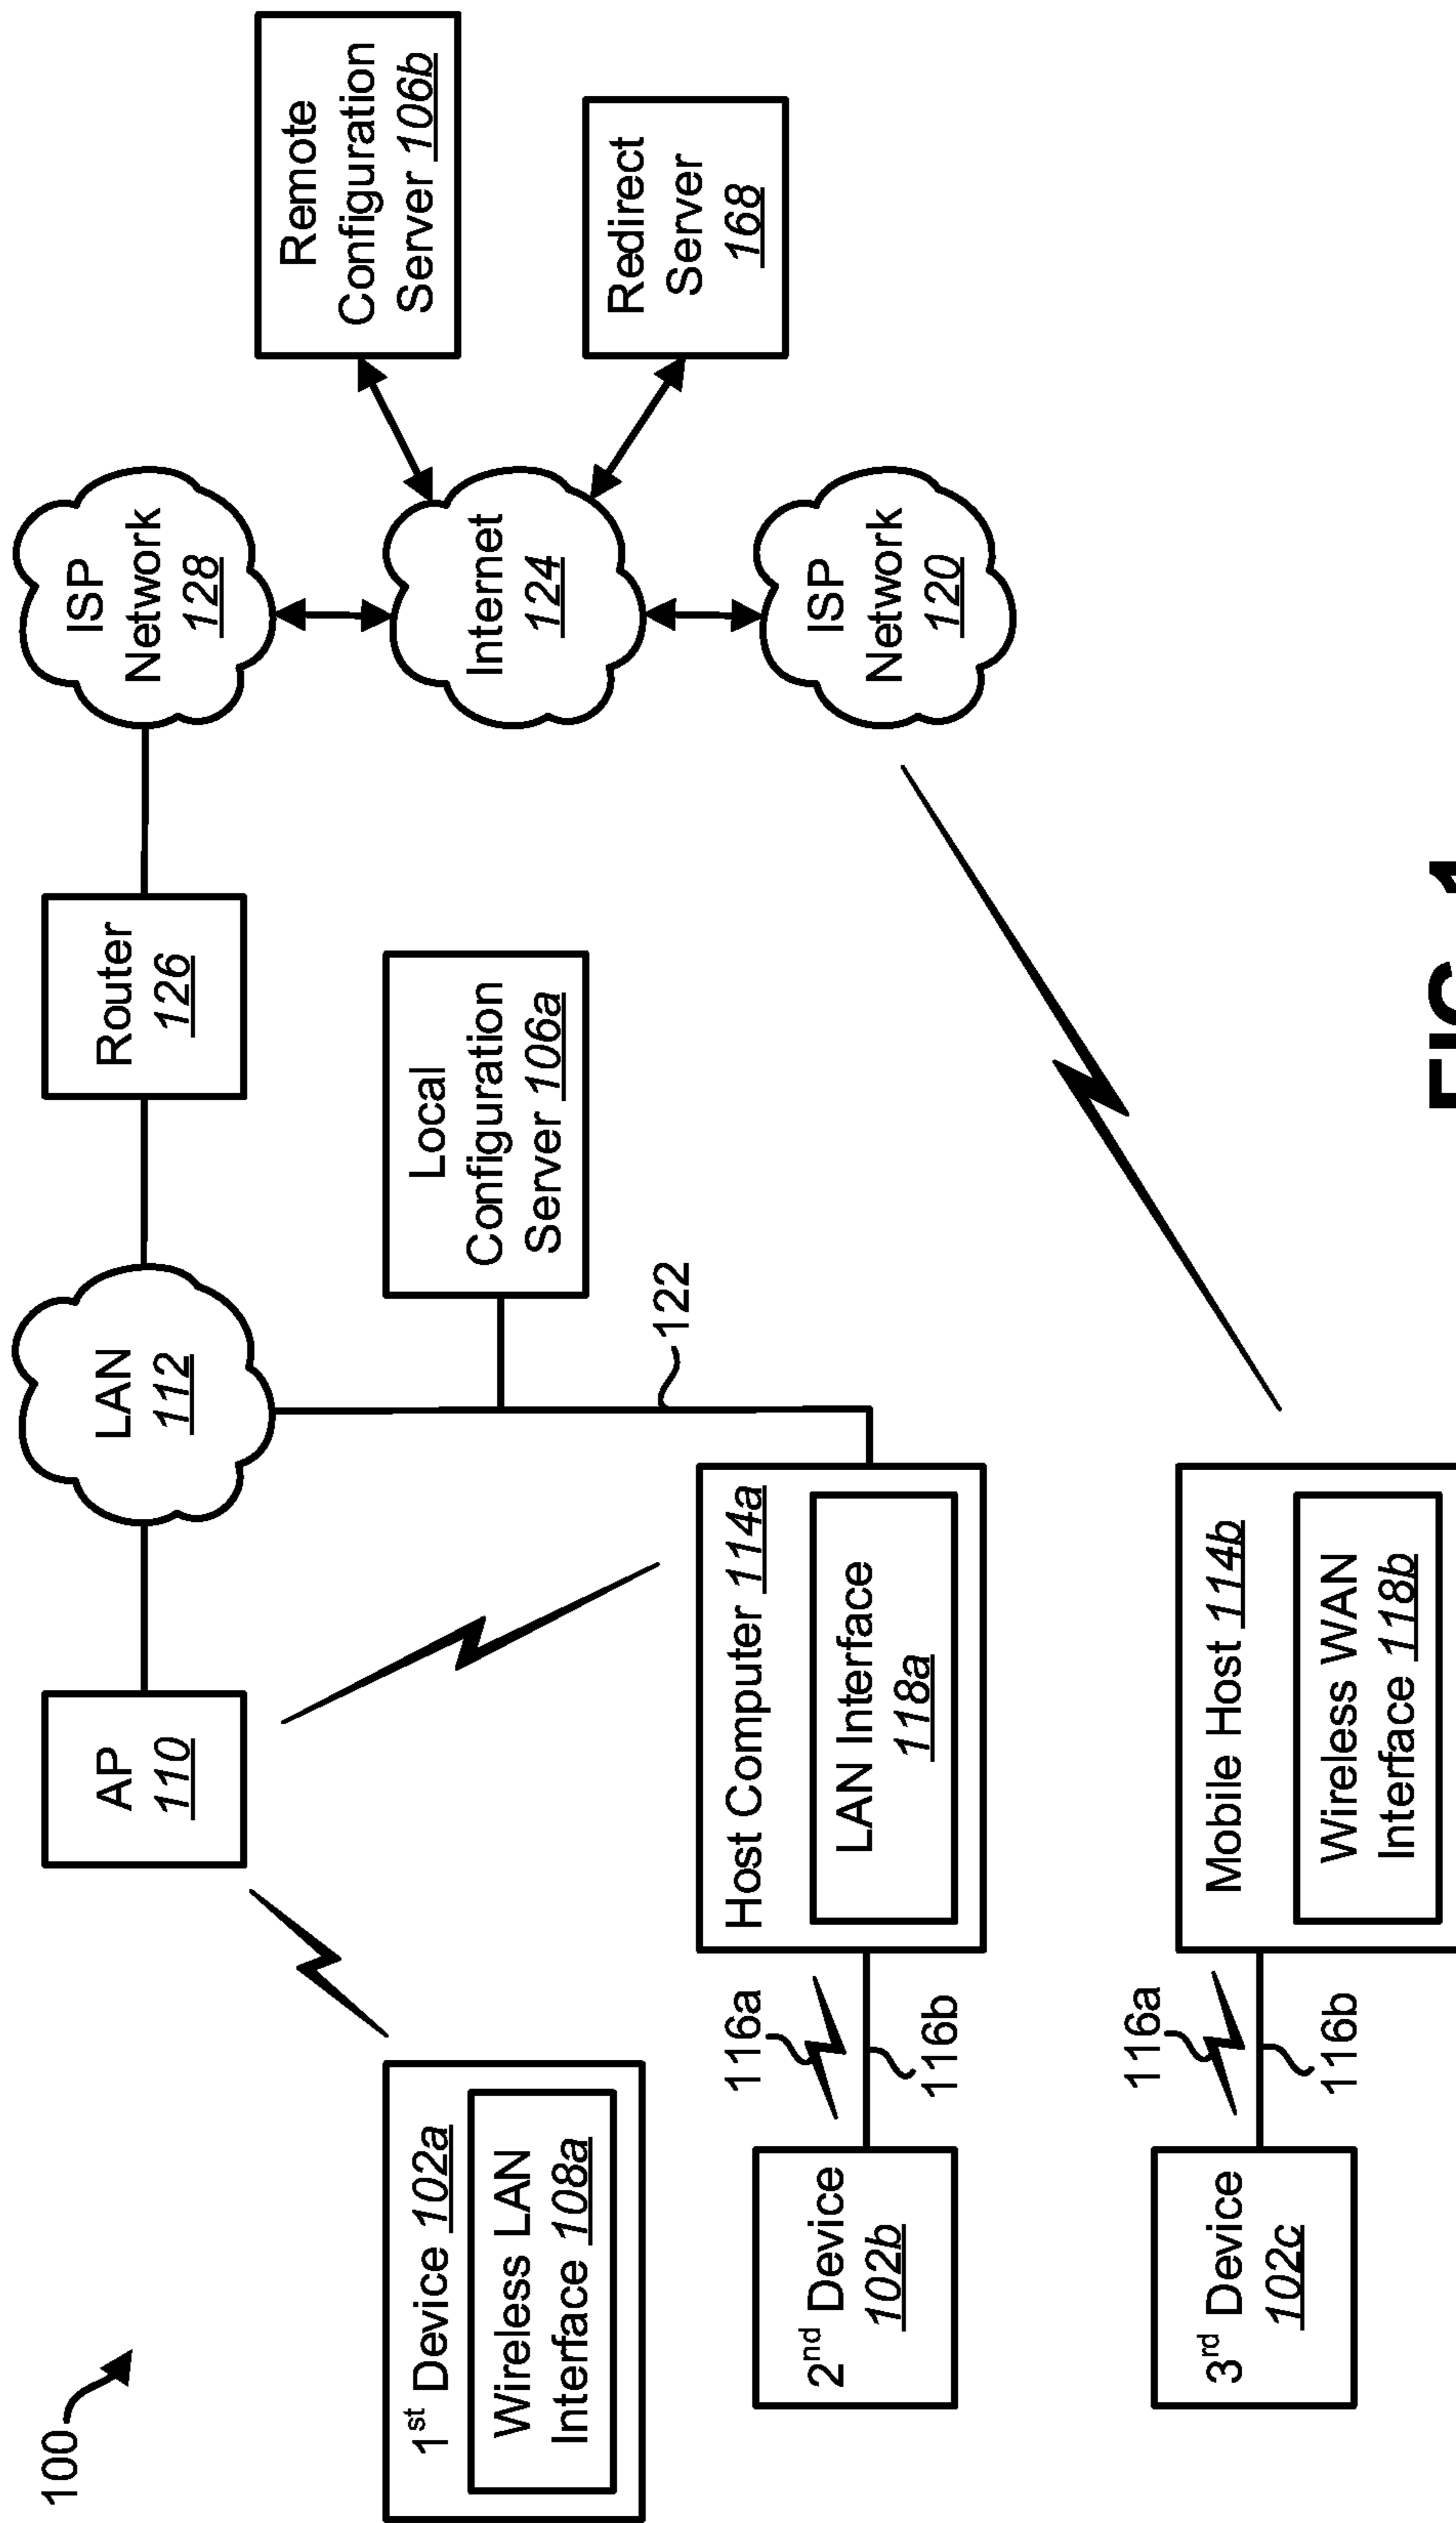 100
AP
110
LAN
112
Router
126
ISP
Network
128
Remote
Configuration
Server 106b
1st Device 102a
Wireless LAN
Interface 108a
Local
Configuration
Server 106a
Internet
124
Redirect
Server
168
122
2nd Device
102b
116a
116b
Host Computer 114a
LAN Interface
118a
ISP
Network
120
3rd Device
102c
116a
116b
Mobile Host 114b
Wireless WAN
Interface 118b
FIG. 1